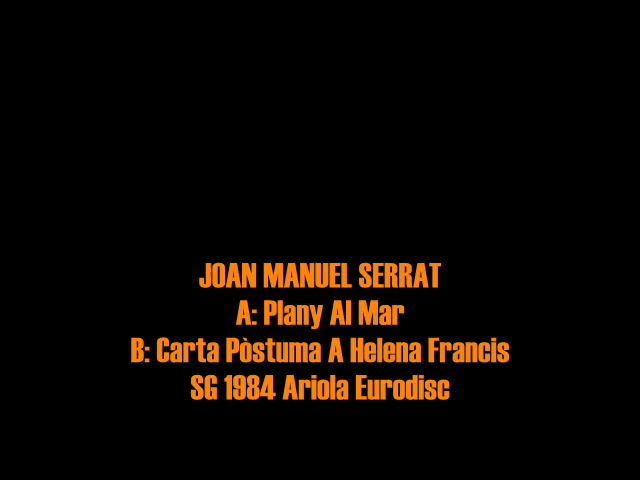 JOAN MANUEL SERRAT
A: Plany Al Mar
B: Carta Pòstuma A Helena Francis
SG 1984 Ariola Eurodisc